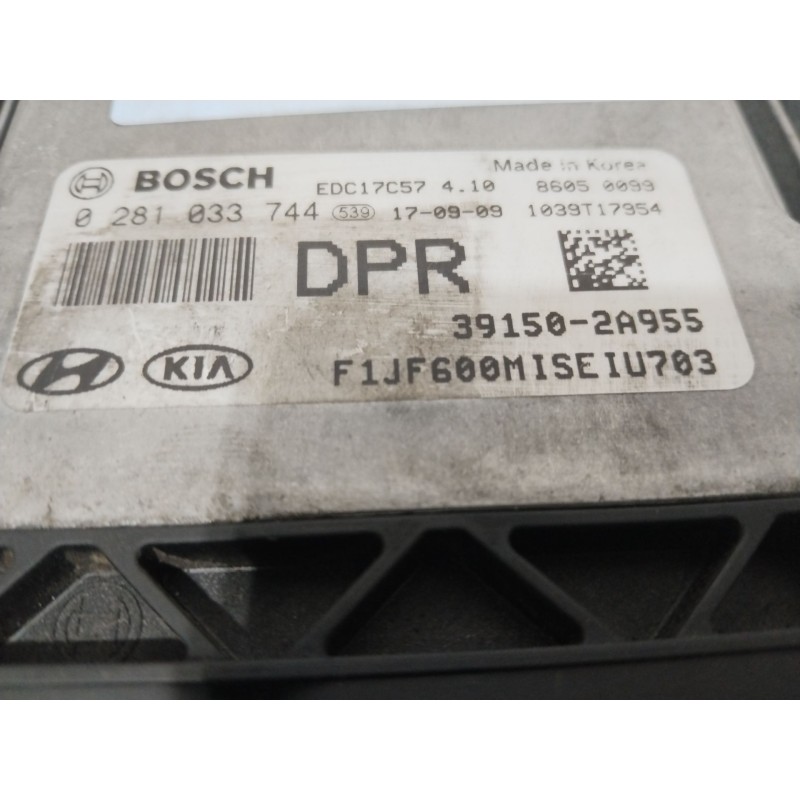 Made in Korea
BOSCH EDC17C57 4.10 8605 0099
0 281 033 744 539 17-09-09 1039T17954
DPR
39150-2A955
KIA F1JF600MISEIU703